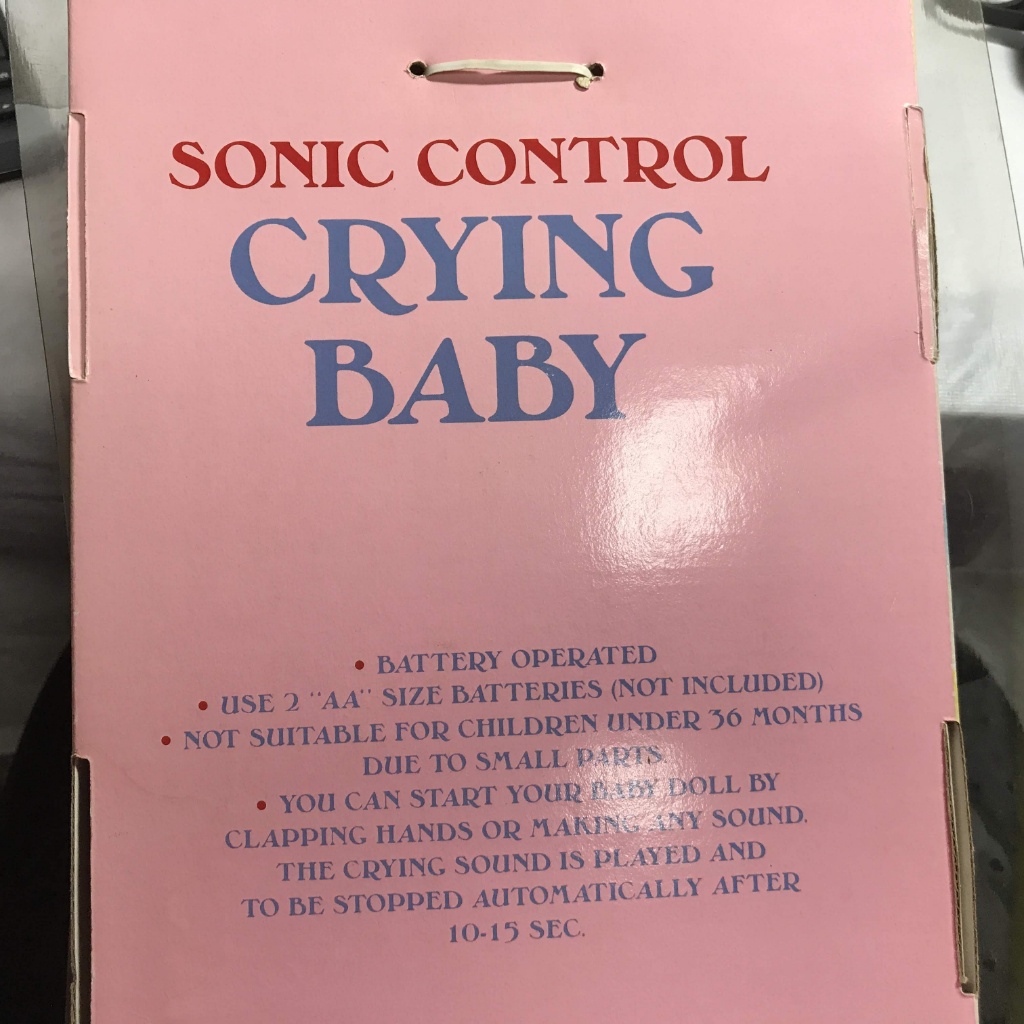 SONIC CONTROL
CRYING
BABY
• BATTERY OPERATED
• USE 2 "AA" SIZE BATTERIES (NOT INCLUDED)
• NOT SUITABLE FOR CHILDREN UNDER 36 MONTHS
DUE TO SMALL PARTS.
• YOU CAN START YOUR BABY DOLL BY
CLAPPING HANDS OR MAKING ANY SOUND.
THE CRYING SOUND IS PLAYED AND
TO BE STOPPED AUTOMATICALLY AFTER
10-15 SEC.